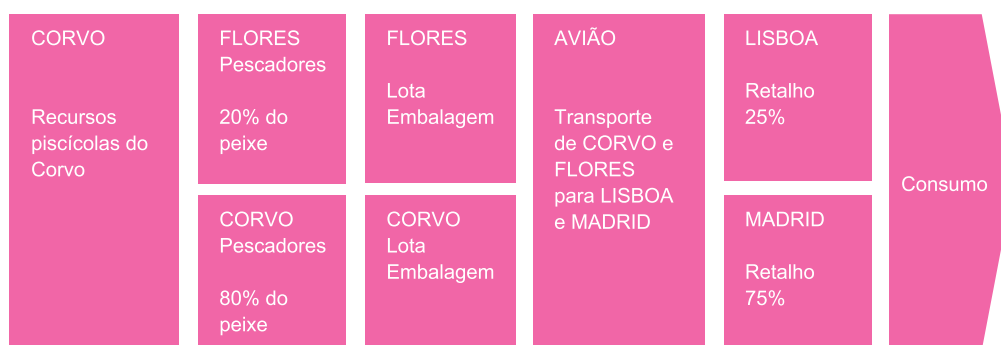 CORVO
Recursos
piscícolas do
Corvo
FLORES
Pescadores
20% do
peixe
CORVO
Pescadores
80% do
peixe
FLORES
Lota
Embalagem
CORVO
Lota
Embalagem
AVIÃO
Transporte
de CORVO e
FLORES
para LISBOA
e MADRID
LISBOA
Retalho
25%
MADRID
Retalho
75%
Consumo